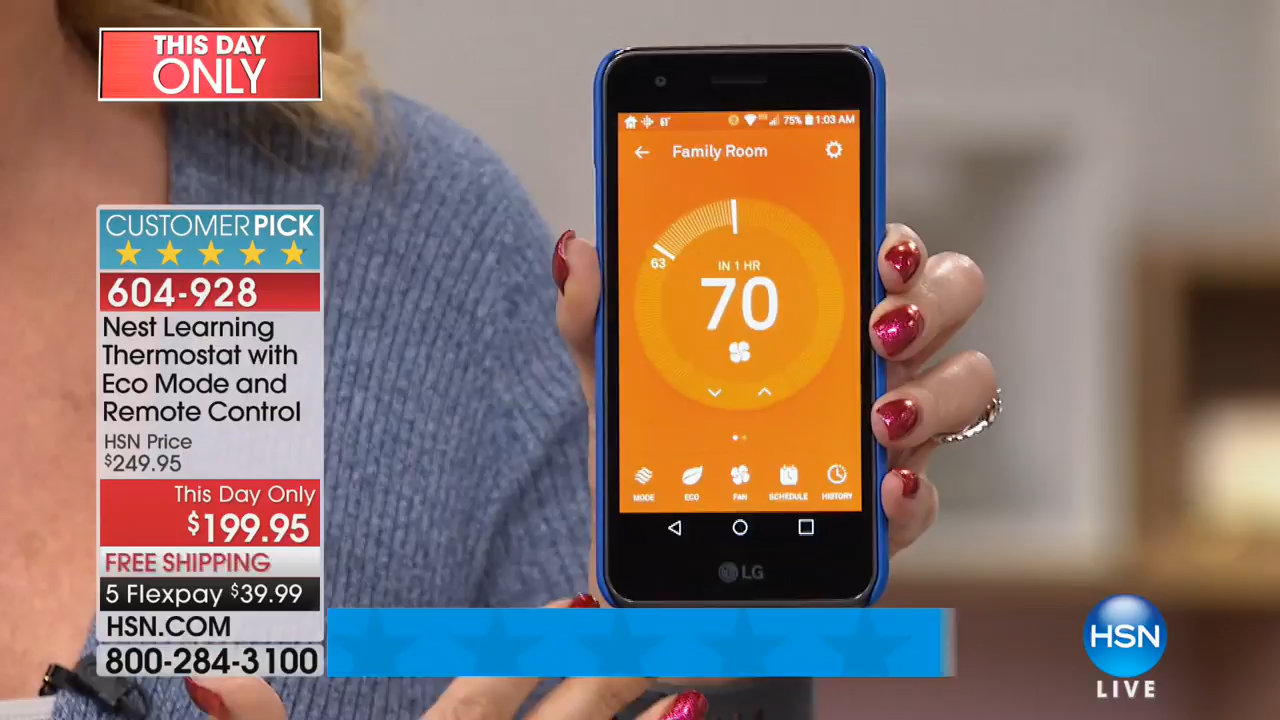 THIS DAY
ONLY
CUSTOMERPICK
604-928
Nest Learning
Thermostat with
Eco Mode and
Remote Control
HSN Price
$249.95
This Day Only
$199.95
FREE SHIPPING
5 Flexpay $39.99
HSN.COM
800-284-3100
61°
75% 1:03 AM
Family Room
63
IN 1 HR
70
MODE ECO FAN SCHEDULE HISTORY
LG
HSN
LIVE